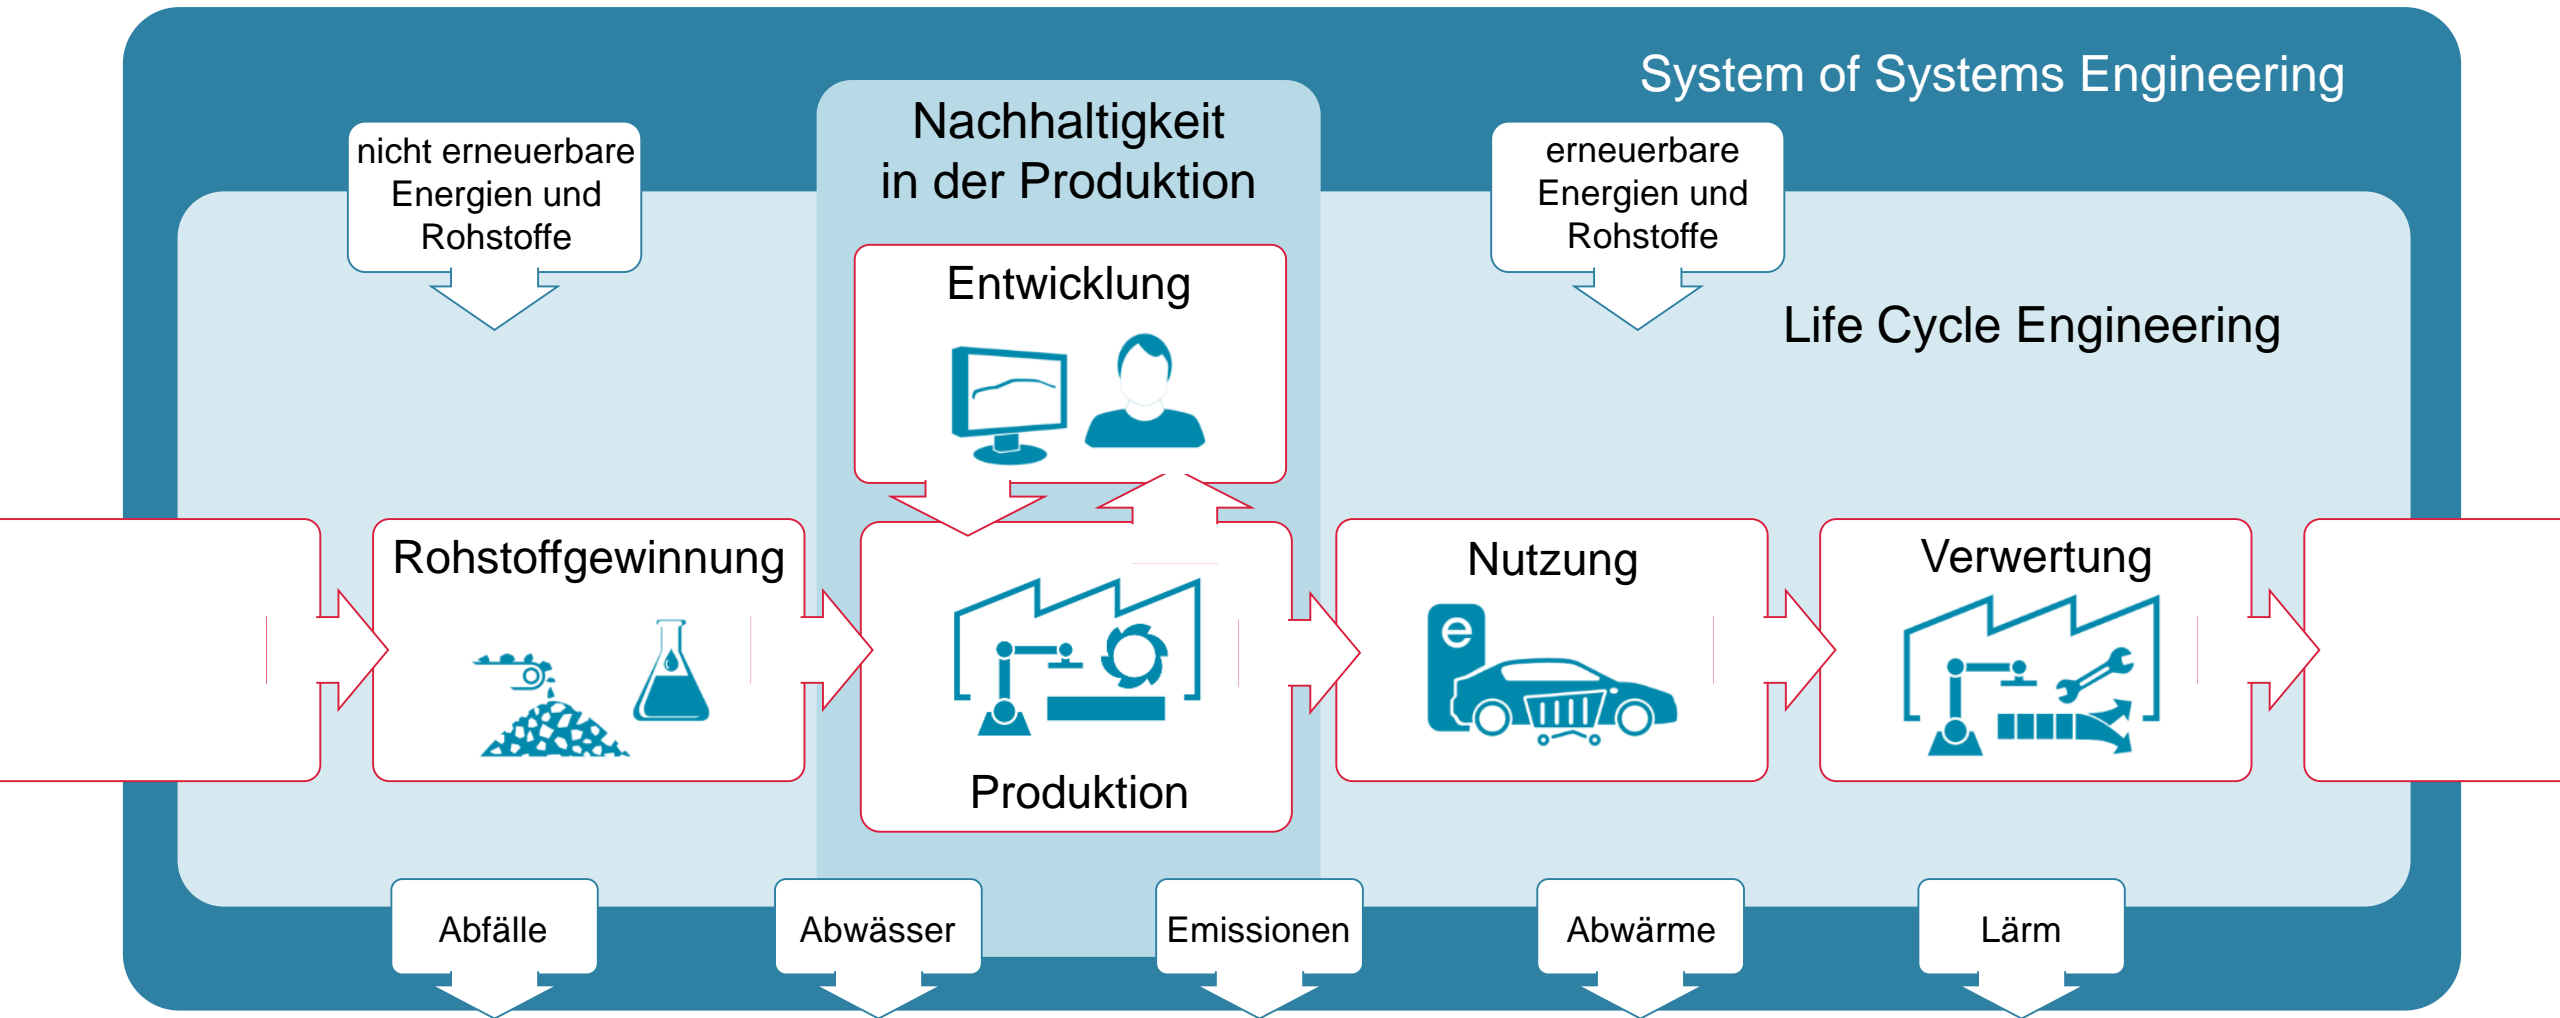 System of Systems Engineering
Nachhaltigkeit
in der Produktion
nicht erneuerbare
Energien und
Rohstoffe
erneuerbare
Energien und
Rohstoffe
Life Cycle Engineering
Entwicklung
Rohstoffgewinnung
Produktion
Nutzung
e
Verwertung
Abfälle
Abwässer
Emissionen
Abwärme
Lärm